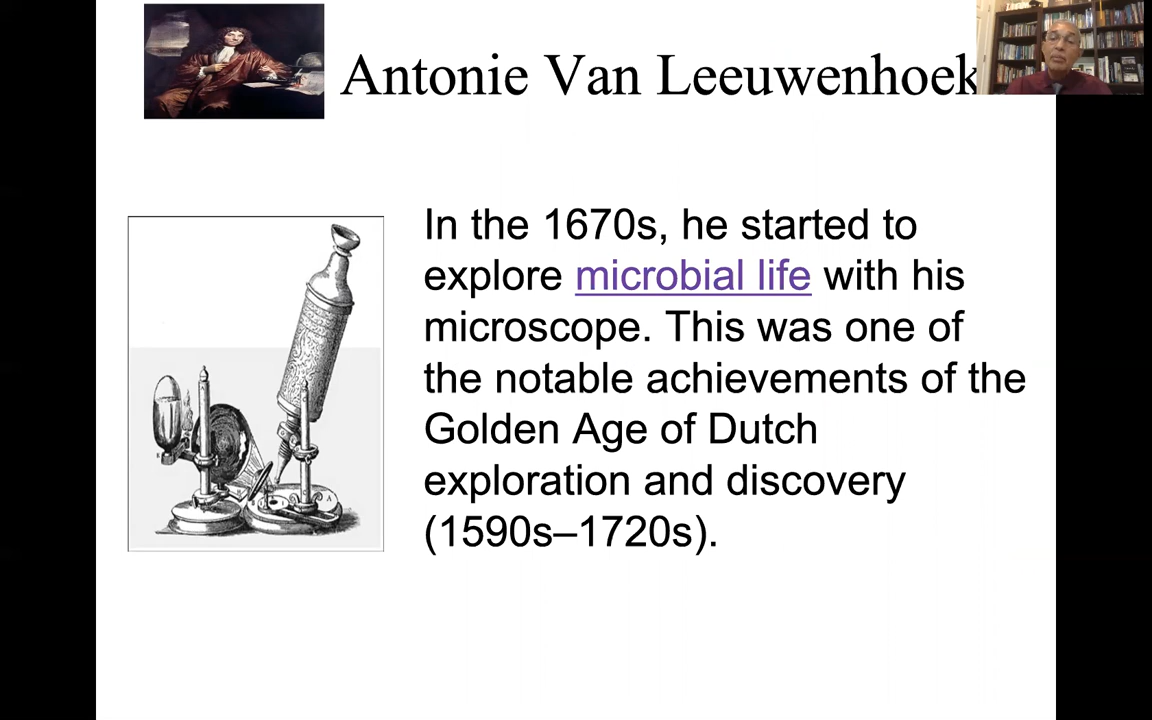 Antonie Van Leeuwenhoek
In the 1670s, he started to
explore microbial life with his
microscope. This was one of
the notable achievements of the
Golden Age of Dutch
exploration and discovery
(1590s–1720s).